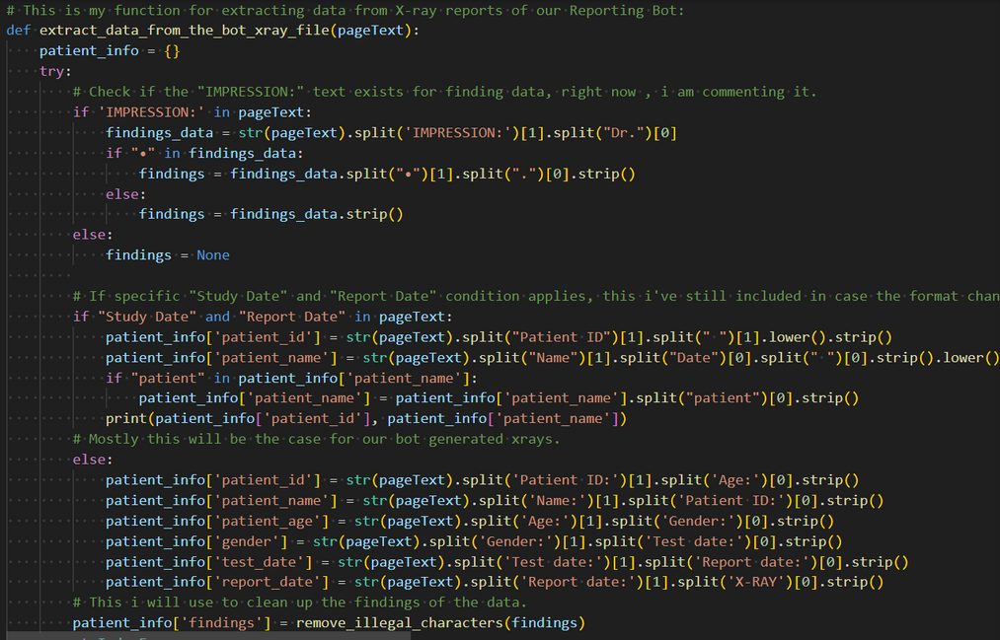 # This is my function for extracting data from X-ray reports of our Reporting Bot:
def extract_data_from_the_bot_xray_file(pageText):
    patient_info = {}
    try:
        # Check if the "IMPRESSION:" text exists for finding data, right now , i am commenting it.
        if 'IMPRESSION:' in pageText:
            findings_data = str(pageText).split('IMPRESSION:')[1].split("Dr.")[0]
            if "•" in findings_data:
                findings = findings_data.split("•")[1].split(".")[0].strip()
            else:
                findings = findings_data.strip()
        else:
            findings = None
        # If specific "Study Date" and "Report Date" condition applies, this i've still included in case the format chan
        if "Study Date" and "Report Date" in pageText:
            patient_info['patient_id'] = str(pageText).split("Patient ID")[1].split(" ")[1].lower().strip()
            patient_info['patient_name'] = str(pageText).split("Name")[1].split("Date")[0].split(" ")[0].strip().lower()
            if "patient" in patient_info['patient_name']:
                patient_info['patient_name'] = patient_info['patient_name'].split("patient")[0].strip()
            print(patient_info['patient_id'], patient_info['patient_name'])
        # Mostly this will be the case for our bot generated xrays.
        else:
            patient_info['patient_id'] = str(pageText).split('Patient ID:')[1].split('Age:')[0].strip()
            patient_info['patient_name'] = str(pageText).split('Name:')[1].split('Patient ID:')[0].strip()
            patient_info['patient_age'] = str(pageText).split('Age:')[1].split('Gender:')[0].strip()
            patient_info['gender'] = str(pageText).split('Gender:')[1].split('Test date:')[0].strip()
            patient_info['test_date'] = str(pageText).split('Test date:')[1].split('Report date:')[0].strip()
            patient_info['report_date'] = str(pageText).split('Report date:')[1].split('X-RAY')[0].strip()
        # This i will use to clean up the findings of the data.
        patient_info['findings'] = remove_illegal_characters(findings)